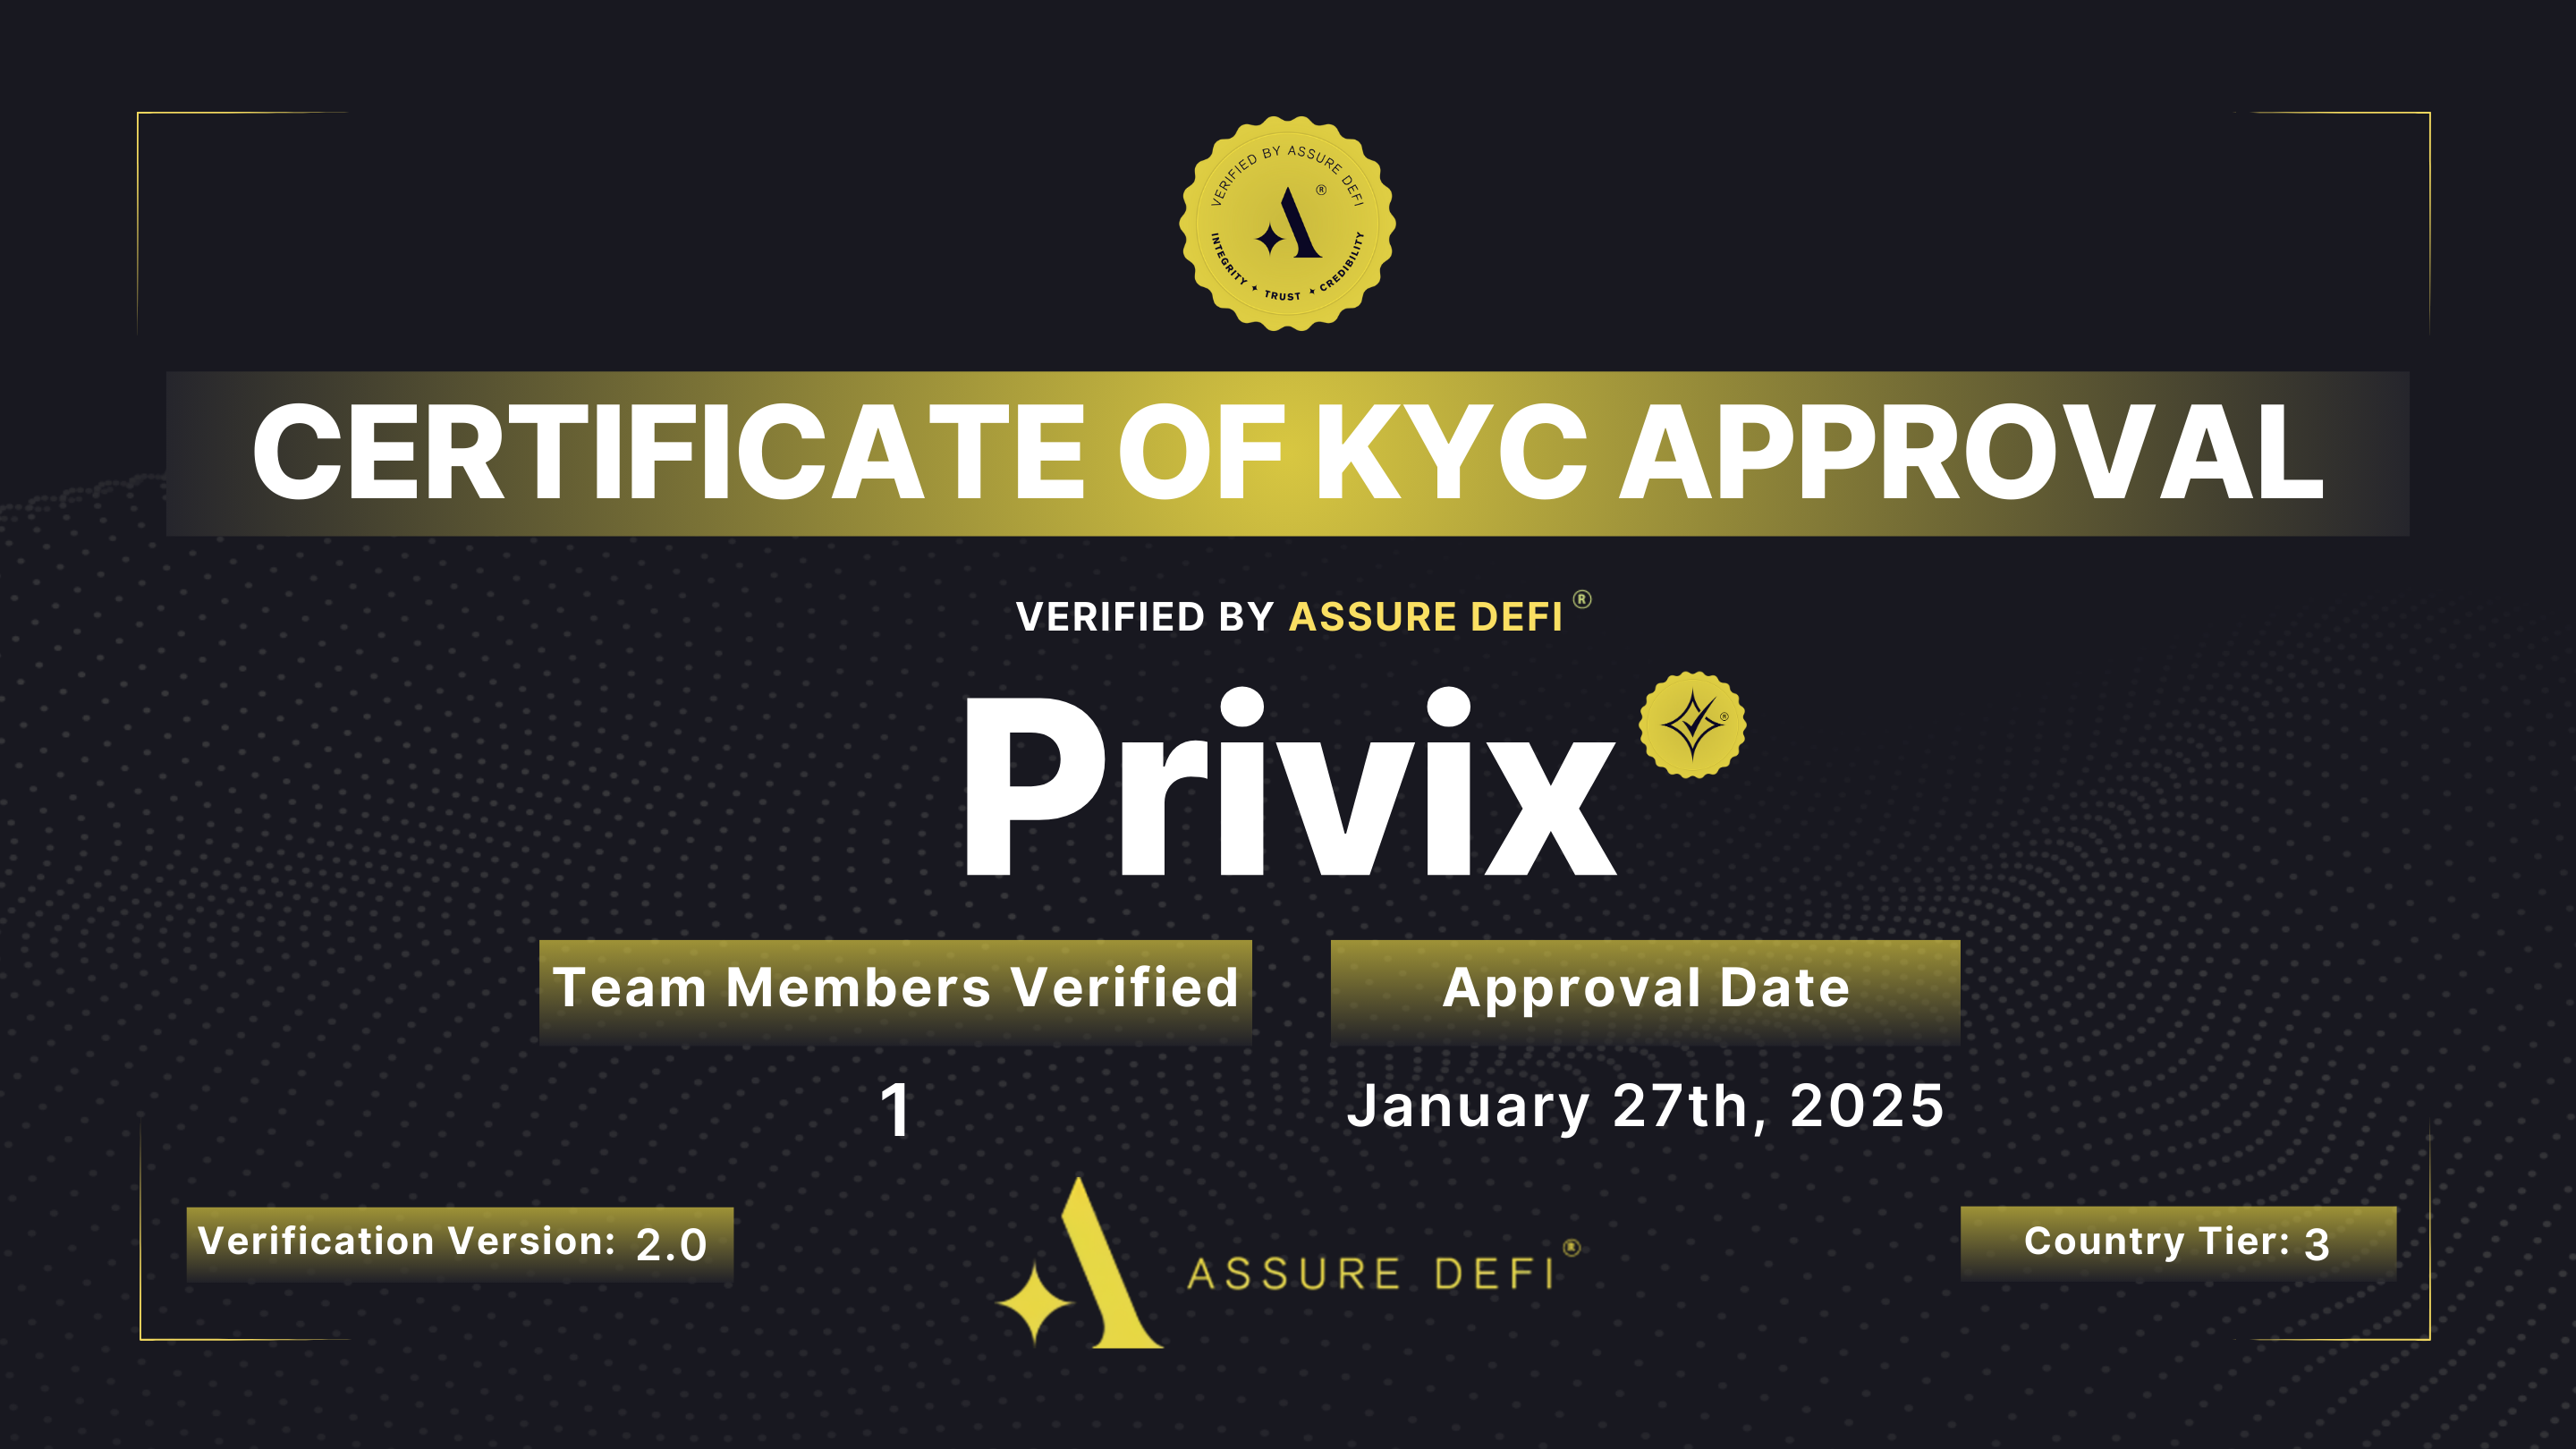 VERIFIED BY ASSURE DEFI
A ®
INTEGRITY ✦ TRUST ✦ CREDIBILITY
CERTIFICATE OF KYC APPROVAL
VERIFIED BY ASSURE DEFI ®
Privix
®
Team Members Verified
Approval Date
1
January 27th, 2025
Verification Version: 2.0
A ASSURE DEFI ®
Country Tier: 3